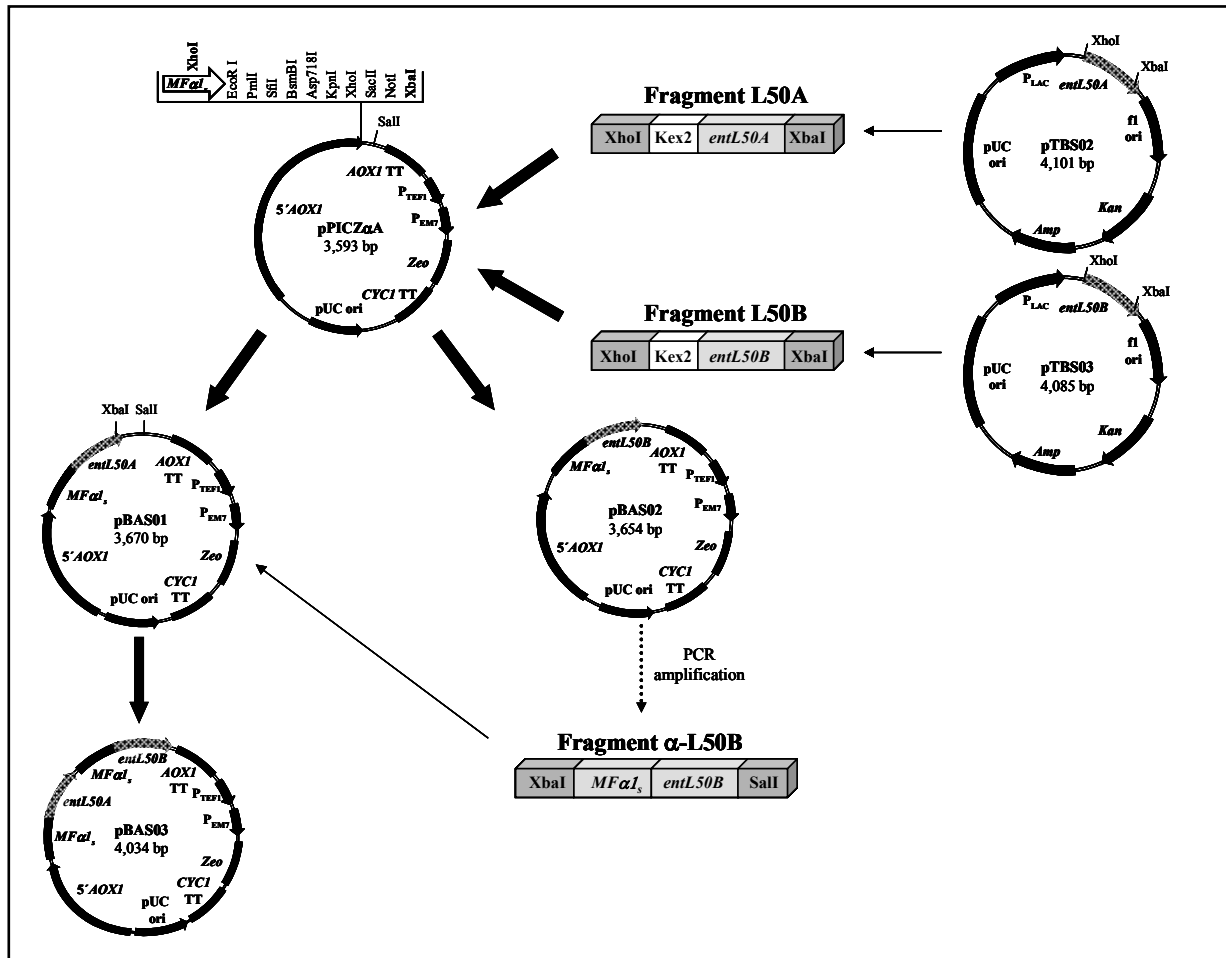 XhoI
MFα1s
EcoR I
PmlI
SfiI
BsmBI
Asp718I
KpnI
XhoI
SacII
NotI
XbaI
SalI
AOX1 TT
PTEF1
PEM7
5´AOX1
pPICZαA
3,593 bp
Zeo
CYC1 TT
pUC ori
Fragment L50A
XhoI Kex2 entL50A XbaI
XhoI
XbaI
PLAC entL50A
f1
ori
pUC
ori
pTBS02
4,101 bp
Kan
Amp
Fragment L50B
XhoI Kex2 entL50B XbaI
XhoI
XbaI
PLAC entL50B
f1
ori
pUC
ori
pTBS03
4,085 bp
Kan
Amp
XbaI SalI
entL50A
AOX1
TT
PTEF1
PEM7
MFα1s
pBAS01
3,670 bp
5´AOX1
Zeo
CYC1
TT
pUC ori
entL50B
AOX1
TT
MFα1s
PTEF1
PEM7
pBAS02
3,654 bp
5´AOX1
Zeo
CYC1
TT
pUC ori
PCR
amplification
Fragment α-L50B
XbaI MFα1s entL50B SalI
entL50B
MFα1s
AOX1
TT
entL50A
PTEF1
PEM7
MFα1s
pBAS03
4,034 bp
5´AOX1
Zeo
CYC1
TT
pUC
ori